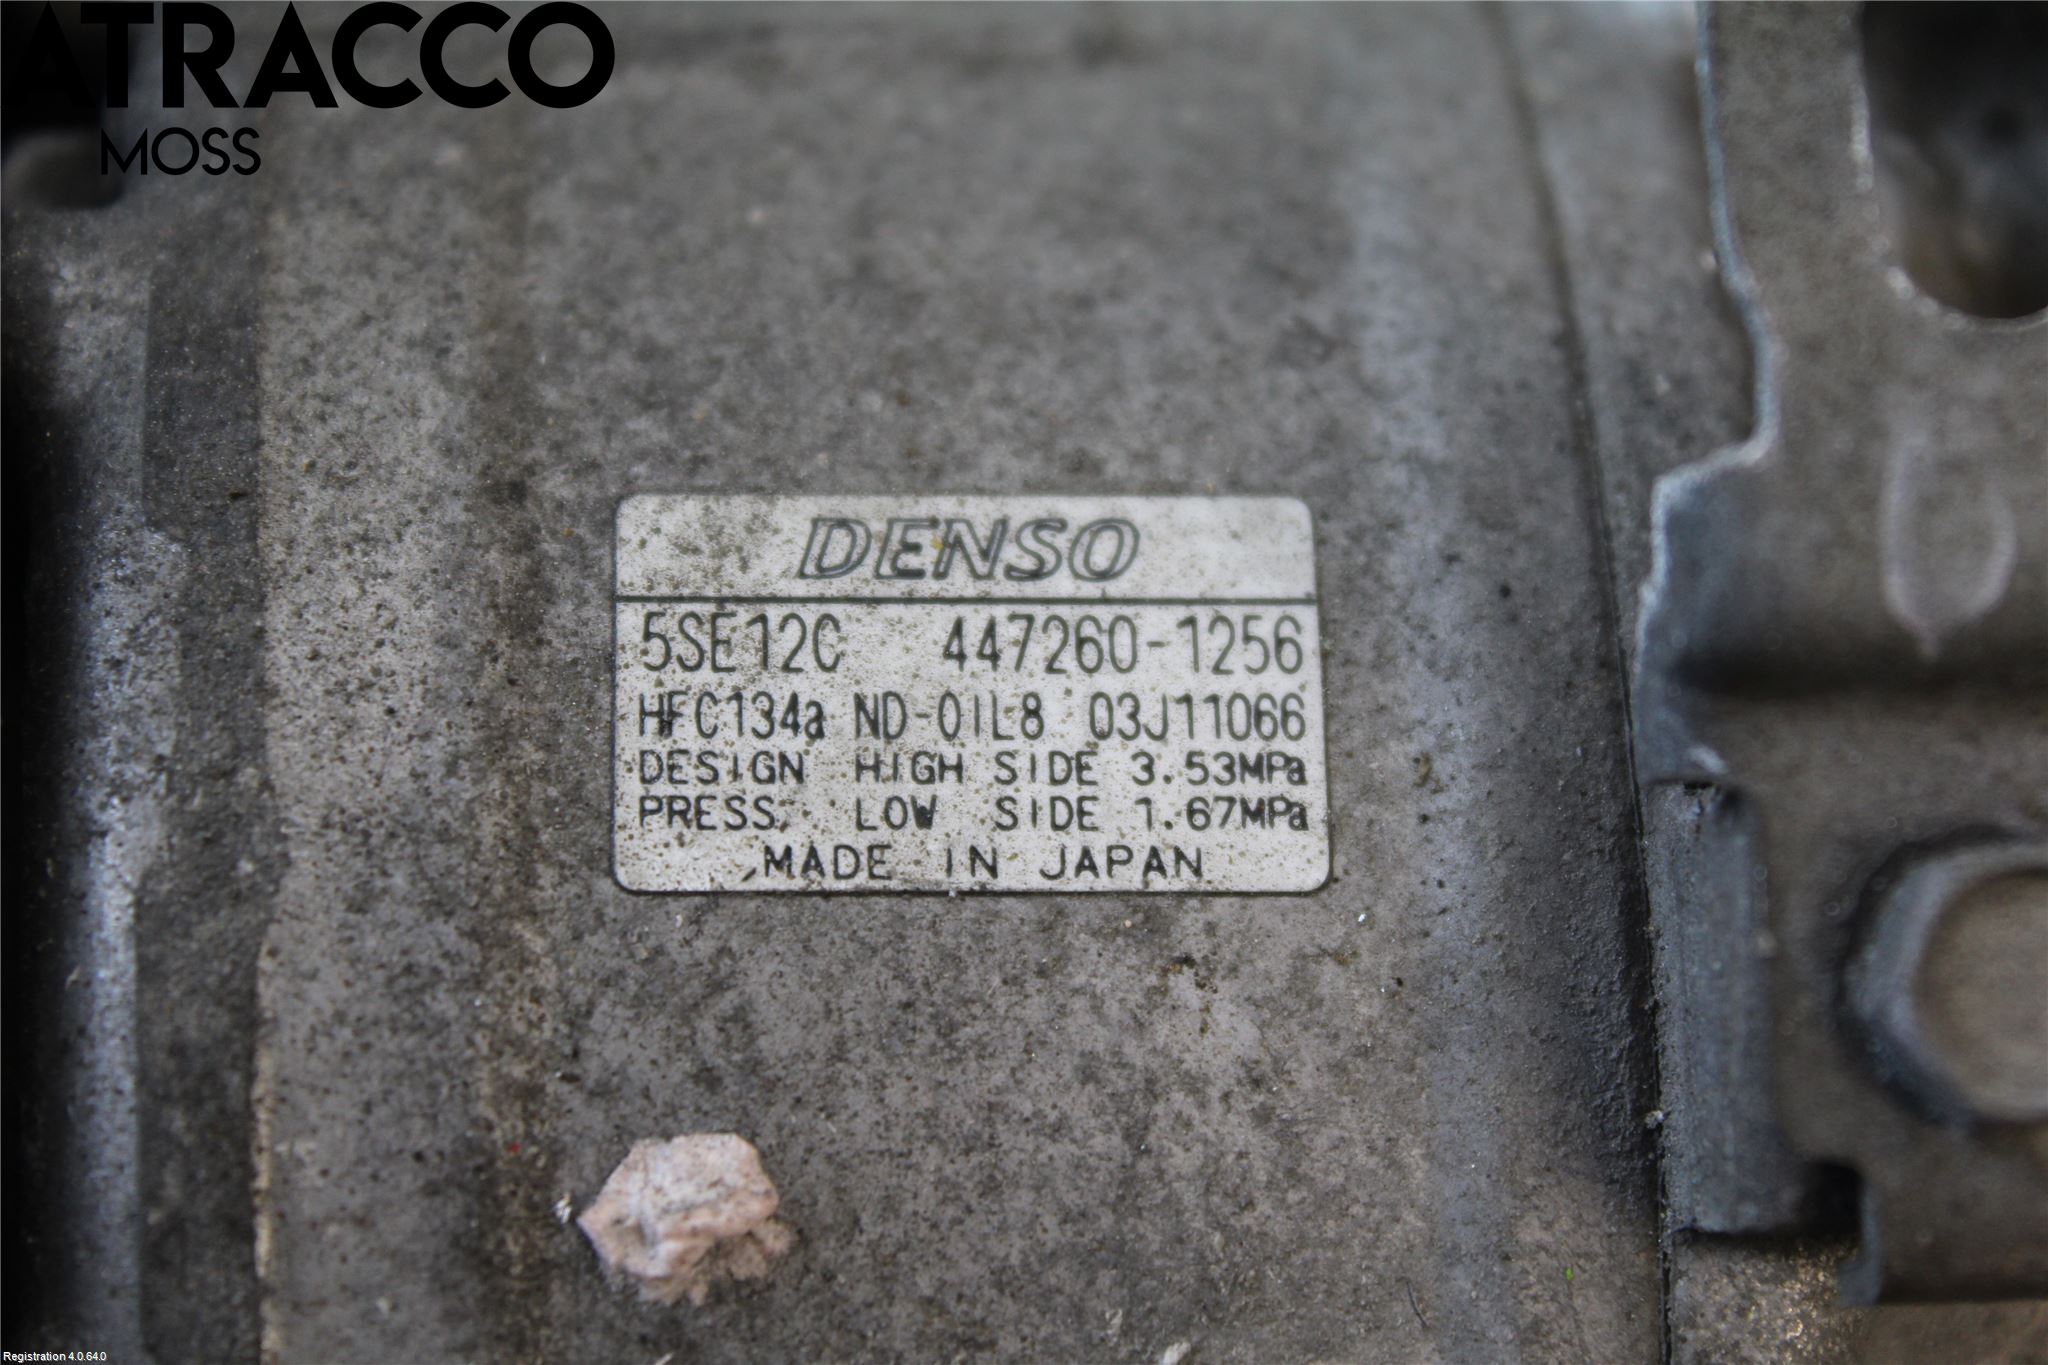 ATRACCO
MOSS
DENSO
5SE12C 447260-1256
HFC134a ND-OIL8 03J11066
DESIGN HIGH SIDE 3.53MPa
PRESS. LOW SIDE 1.67MPa
MADE IN JAPAN
Registration 4.0.64.0